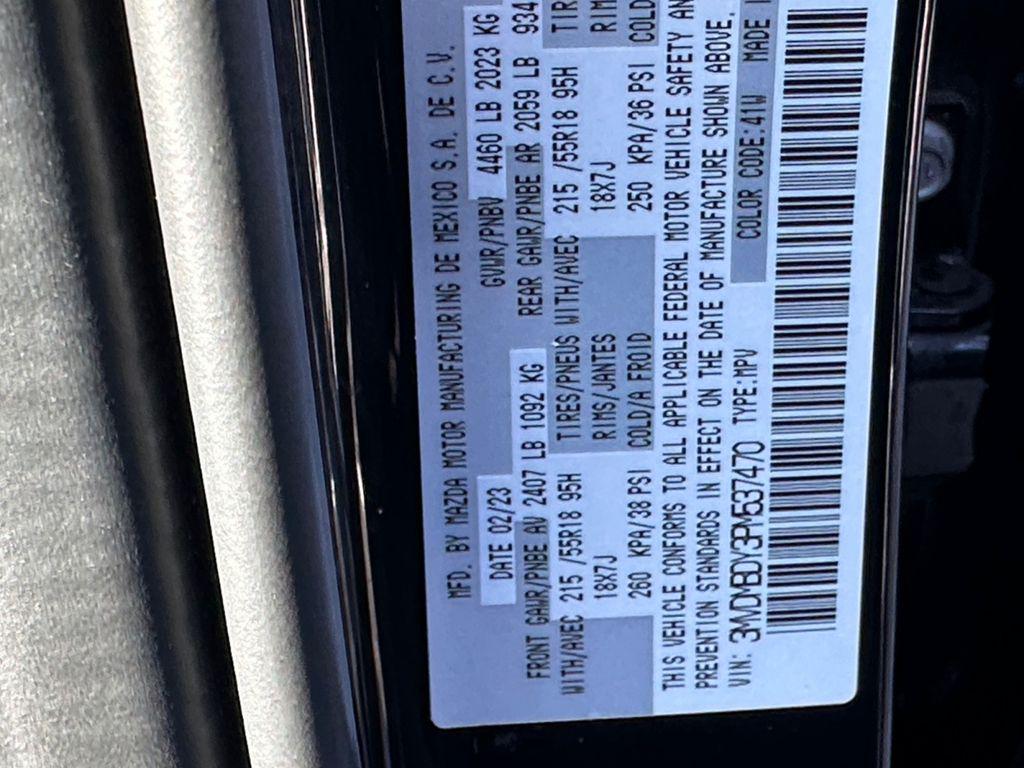 MFD. BY MAZDA MOTOR MANUFACTURING DE MEXICO S.A. DE C.V.
DATE 02/23 GVWR/PNBV 4460 LB 2023 KG
FRONT GAWR/PNBE AV 2407 LB 1092 KG REAR GAWR/PNBE AR 2059 LB 934
WITH/AVEC 215 /55R18 95H TIRES/PNEUS WITH/AVEC 215 /55R18 95H TIR
18X7J RIMS/JANTES 18X7J RIM
260 KPA/38 PSI COLD/A FROID 250 KPA/36 PSI COLD
THIS VEHICLE CONFORMS TO ALL APPLICABLE FEDERAL MOTOR VEHICLE SAFETY AN
PREVENTION STANDARDS IN EFFECT ON THE DATE OF MANUFACTURE SHOWN ABOVE.
VIN: 3MVDMBDY3PM537470 TYPE:MPV COLOR CODE:41W MADE I